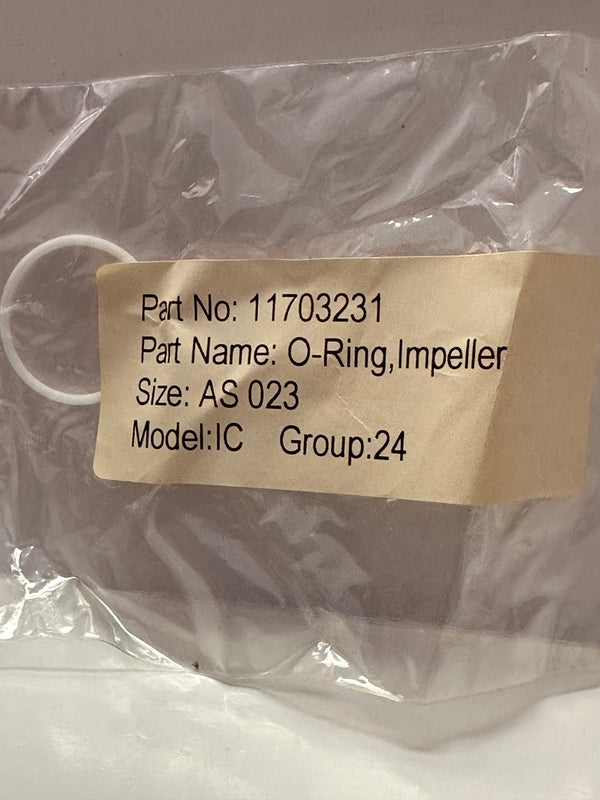 Part No: 11703231
Part Name: O-Ring,Impeller
Size: AS 023
Model:IC Group:24